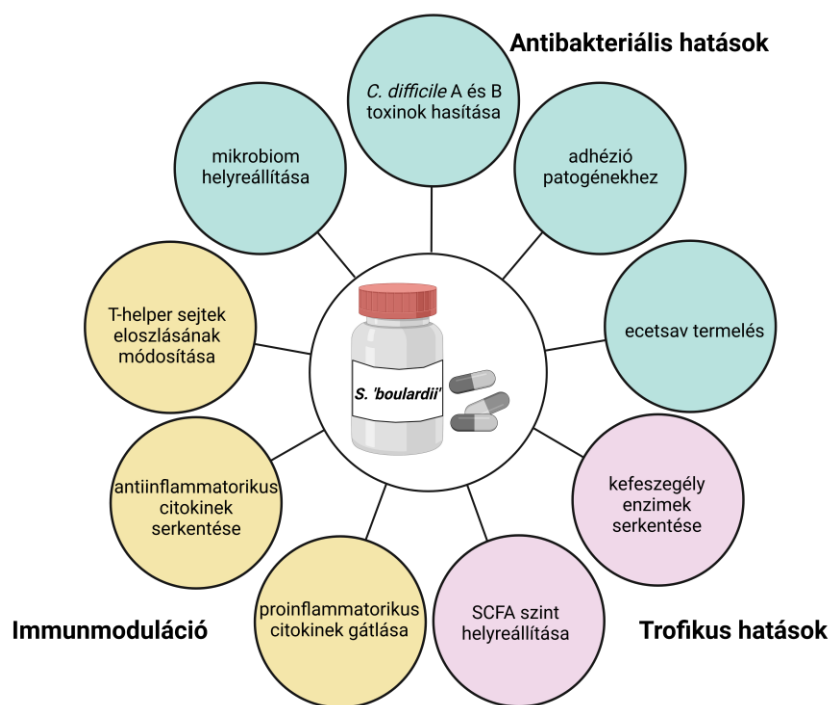 Antibakteriális hatások
C. difficile A és B
toxinok hasítása
mikrobiom
helyreállítása
adhézió
patogénekhez
T-helper sejtek
eloszlásának
módosítása
ecetsav termelés
S. 'boulardii'
antiinflammatorikus
citokinek
serkentése
kefeszegély
enzimek
serkentése
proinflammatorikus
citokinek gátlása
SCFA szint
helyreállítása
Immunmoduláció
Trofikus hatások